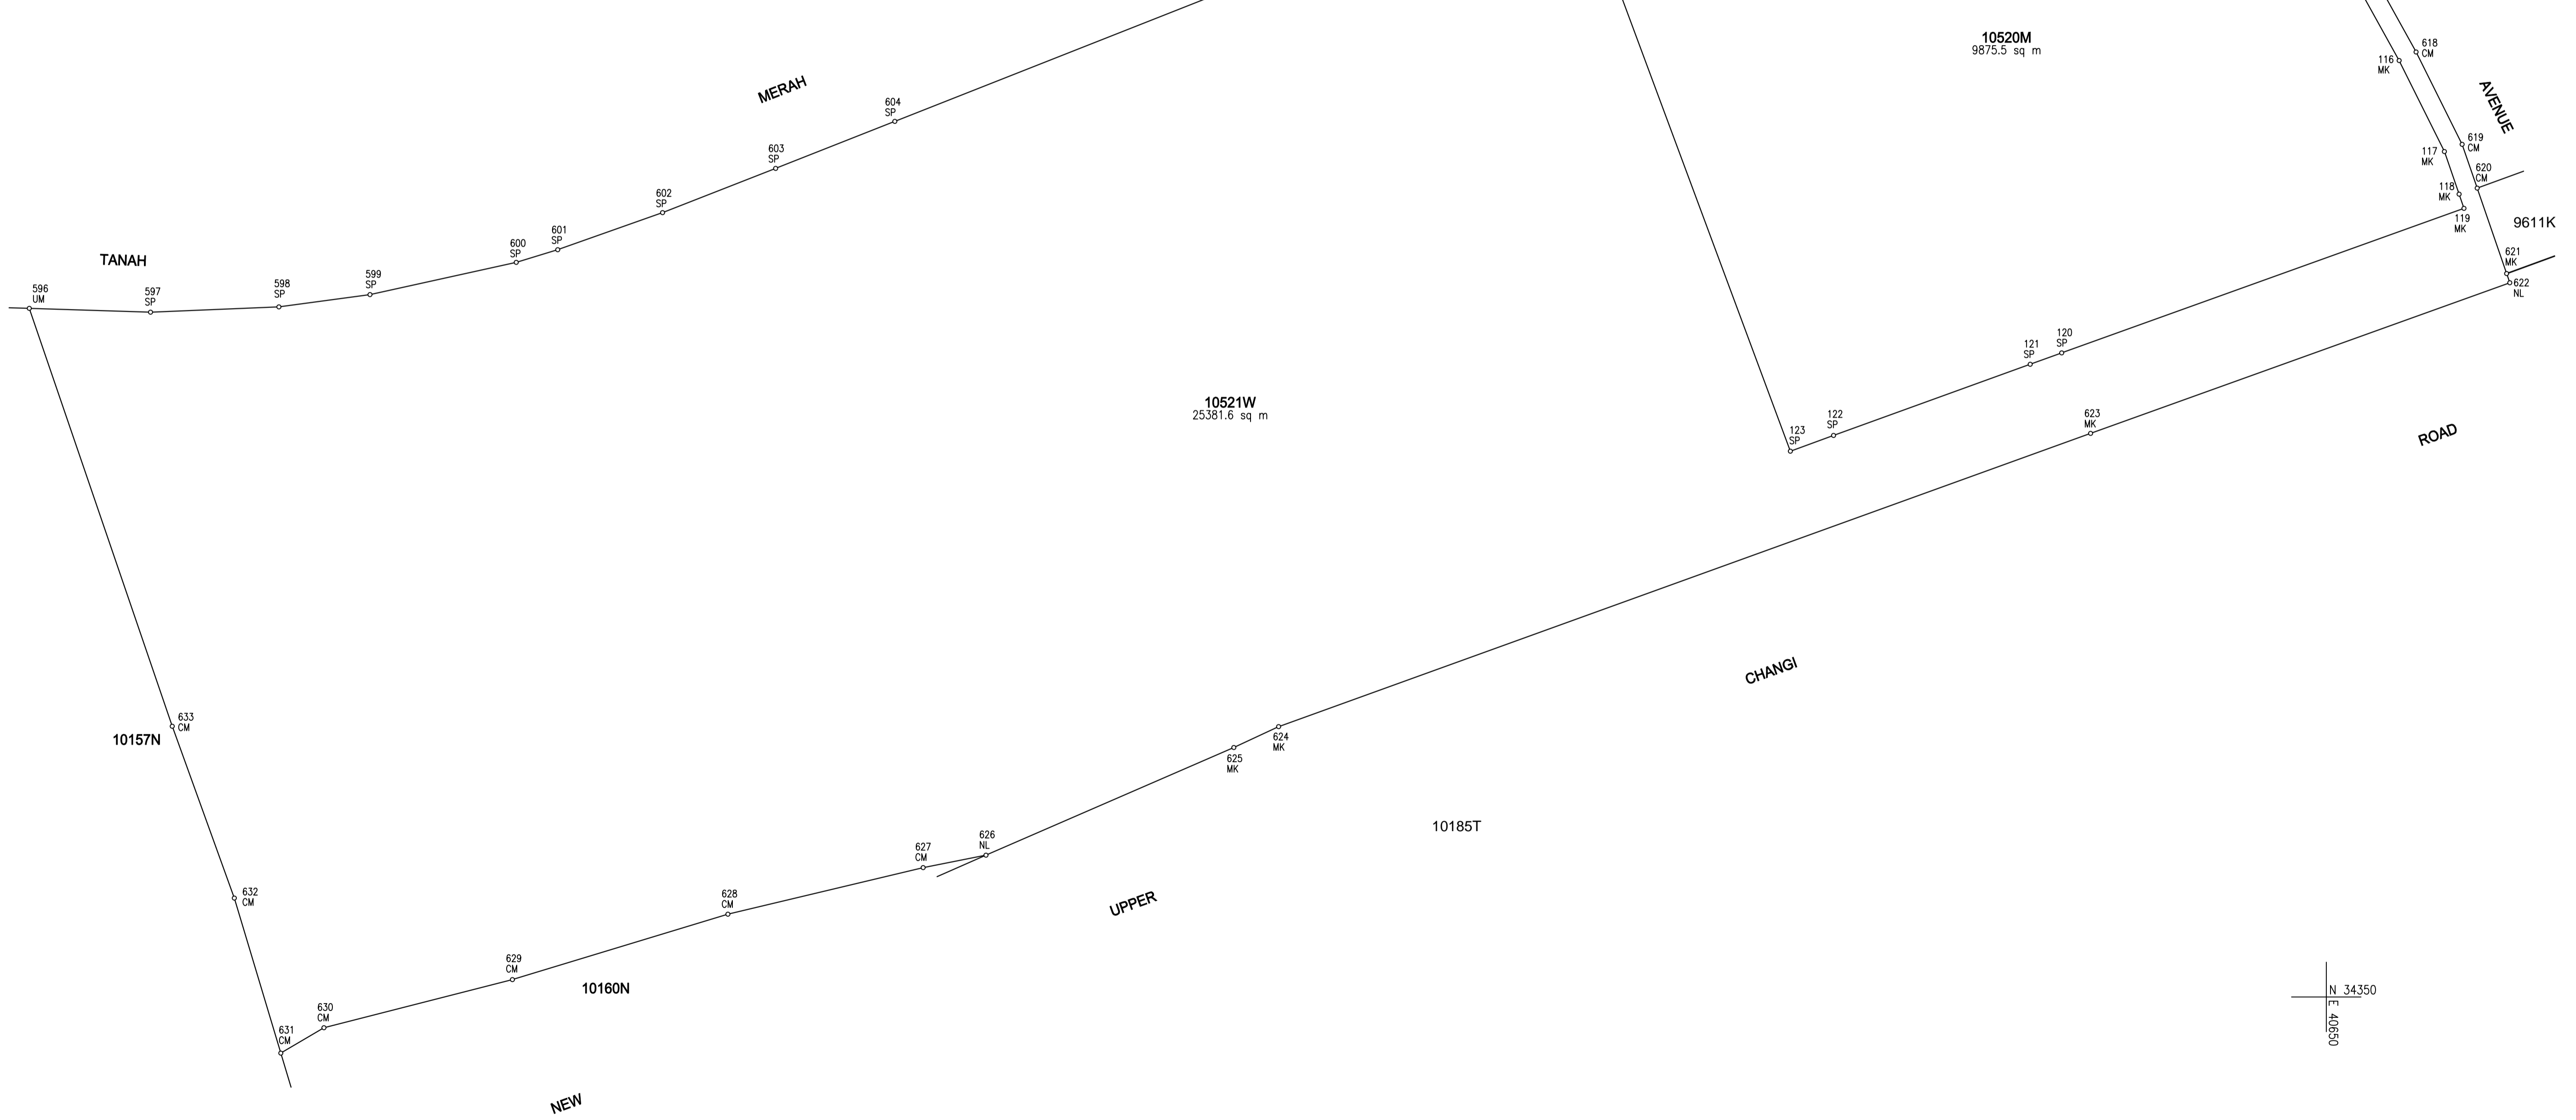 10520M
9875.5 sq m
618
CM
116
MK
MERAH
AVENUE
604
SP
619
CM
117
MK
603
SP
620
CM
118
MK
602
SP
119
MK
9611K
601
SP
600
SP
TANAH
621
MK
599
SP
598
SP
622
NL
596
UM
597
SP
120
SP
121
SP
10521W
25381.6 sq m
122
SP
623
MK
123
SP
ROAD
CHANGI
633
CM
10157N
624
MK
625
MK
10185T
626
NL
627
CM
632
CM
628
CM
UPPER
629
CM
10160N
N 34350
E 40650
630
CM
631
CM
NEW